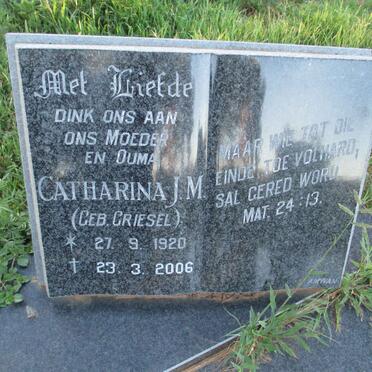 Met Liefde
DINK ONS AAN
ONS MOEDER
EN OUMA
CATHARINA J.M.
(GEB. GRIESEL)
* 27. 9. 1920
† 23. 3. 2006
MAAR WIE TOT DIE
EINDE TOE VOLHARD,
SAL GERED WORD.
MAT. 24:13.